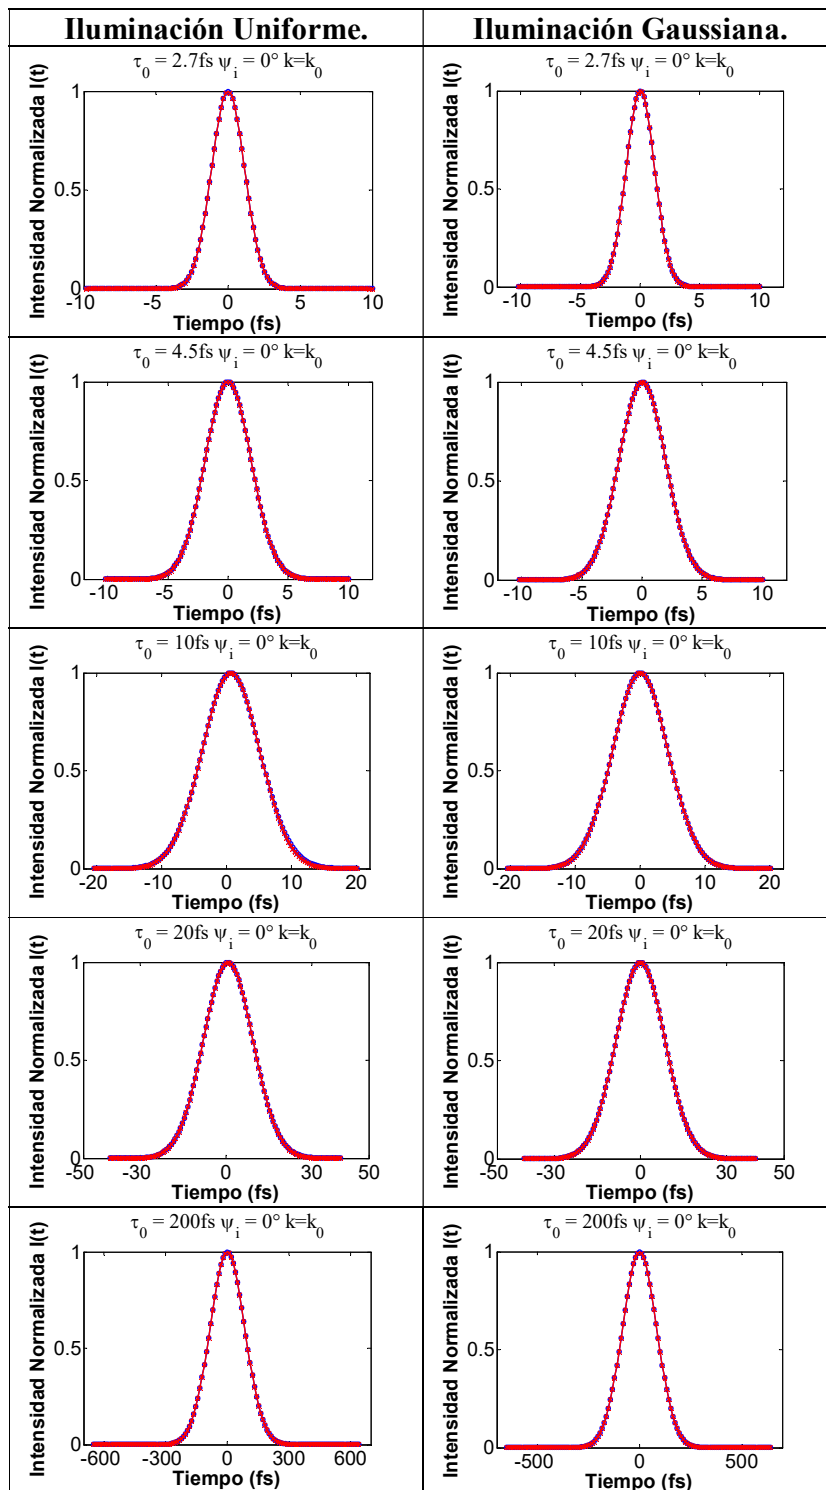 Iluminación Uniforme.
Iluminación Gaussiana.
τ0 = 2.7fs ψi = 0° k=k0
Intensidad Normalizada I(t)
1
0.5
0
-10 -5 0 5 10
Tiempo (fs)
τ0 = 2.7fs ψi = 0° k=k0
Intensidad Normalizada I(t)
1
0.5
0
-10 -5 0 5 10
Tiempo (fs)
τ0 = 4.5fs ψi = 0° k=k0
Intensidad Normalizada I(t)
1
0.5
0
-10 -5 0 5 10
Tiempo (fs)
τ0 = 4.5fs ψi = 0° k=k0
Intensidad Normalizada I(t)
1
0.5
0
-10 -5 0 5 10
Tiempo (fs)
τ0 = 10fs ψi = 0° k=k0
Intensidad Normalizada I(t)
1
0.5
0
-20 -10 0 10 20
Tiempo (fs)
τ0 = 10fs ψi = 0° k=k0
Intensidad Normalizada I(t)
1
0.5
0
-20 -10 0 10 20
Tiempo (fs)
τ0 = 20fs ψi = 0° k=k0
Intensidad Normalizada I(t)
1
0.5
0
-50 -30 0 30 50
Tiempo (fs)
τ0 = 20fs ψi = 0° k=k0
Intensidad Normalizada I(t)
1
0.5
0
-50 -30 0 30 50
Tiempo (fs)
τ0 = 200fs ψi = 0° k=k0
Intensidad Normalizada I(t)
1
0.5
0
-600 -300 0 300 600
Tiempo (fs)
τ0 = 200fs ψi = 0° k=k0
Intensidad Normalizada I(t)
1
0.5
0
-500 0 500
Tiempo (fs)